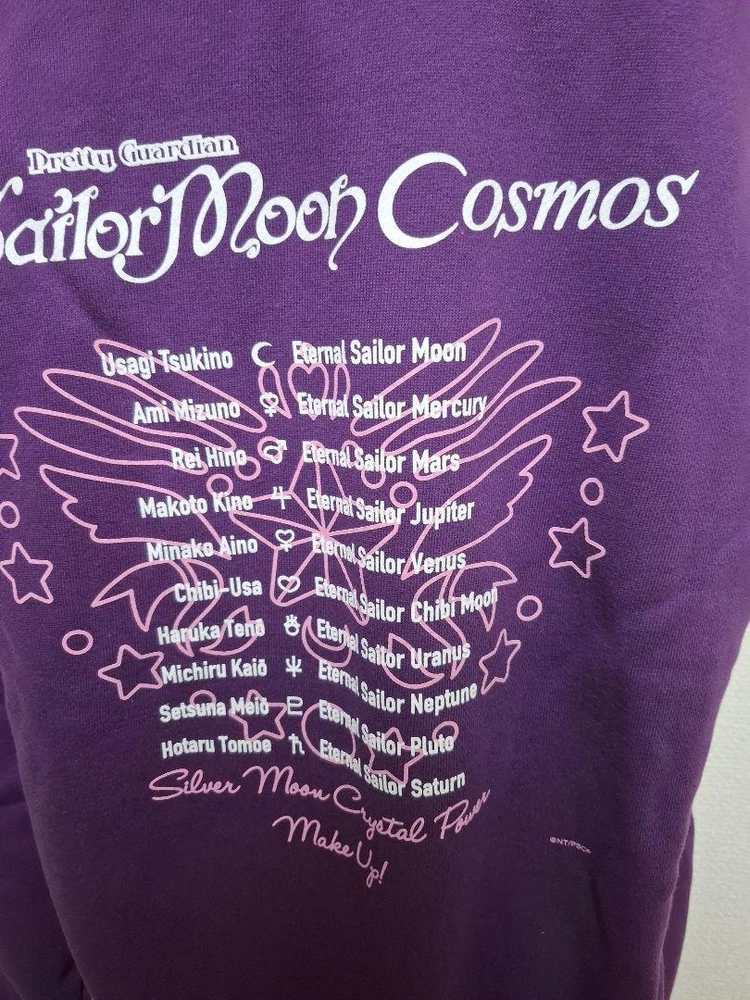 Pretty Guardian
Sailor Moon Cosmos
Usagi Tsukino ☾ Eternal Sailor Moon
Ami Mizuno ☿ Eternal Sailor Mercury
Rei Hino ♂ Eternal Sailor Mars
Makoto Kino ♃ Eternal Sailor Jupiter
Minako Aino ♀ Eternal Sailor Venus
Chibi-Usa ♡ Eternal Sailor Chibi Moon
Haruka Tenō ♅ Eternal Sailor Uranus
Michiru Kaiō ♆ Eternal Sailor Neptune
Setsuna Meiō ♇ Eternal Sailor Pluto
Hotaru Tomoe ♄ Eternal Sailor Saturn
Silver Moon Crystal Power
Make Up!